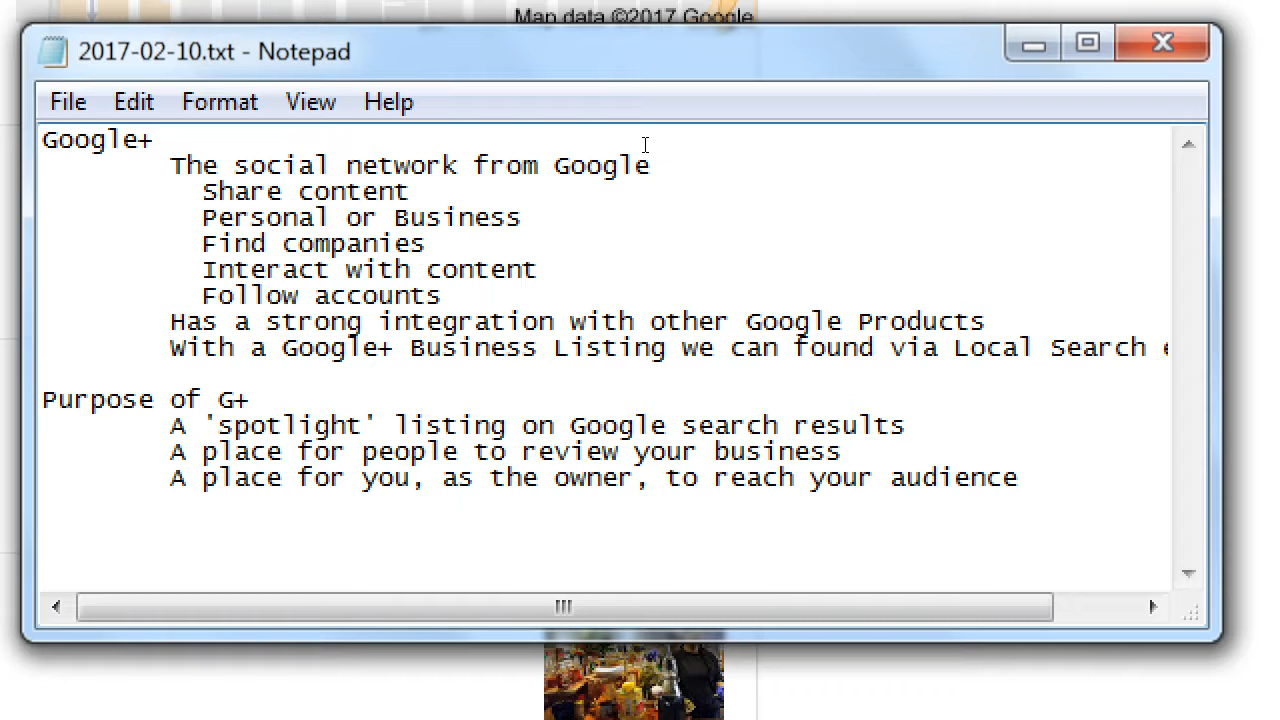 Map data ©2017 Google
2017-02-10.txt - Notepad
File Edit Format View Help
Google+
The social network from Google
Share content
Personal or Business
Find companies
Interact with content
Follow accounts
Has a strong integration with other Google Products
With a Google+ Business Listing we can found via Local Search
Purpose of G+
A 'spotlight' listing on Google search results
A place for people to review your business
A place for you, as the owner, to reach your audience